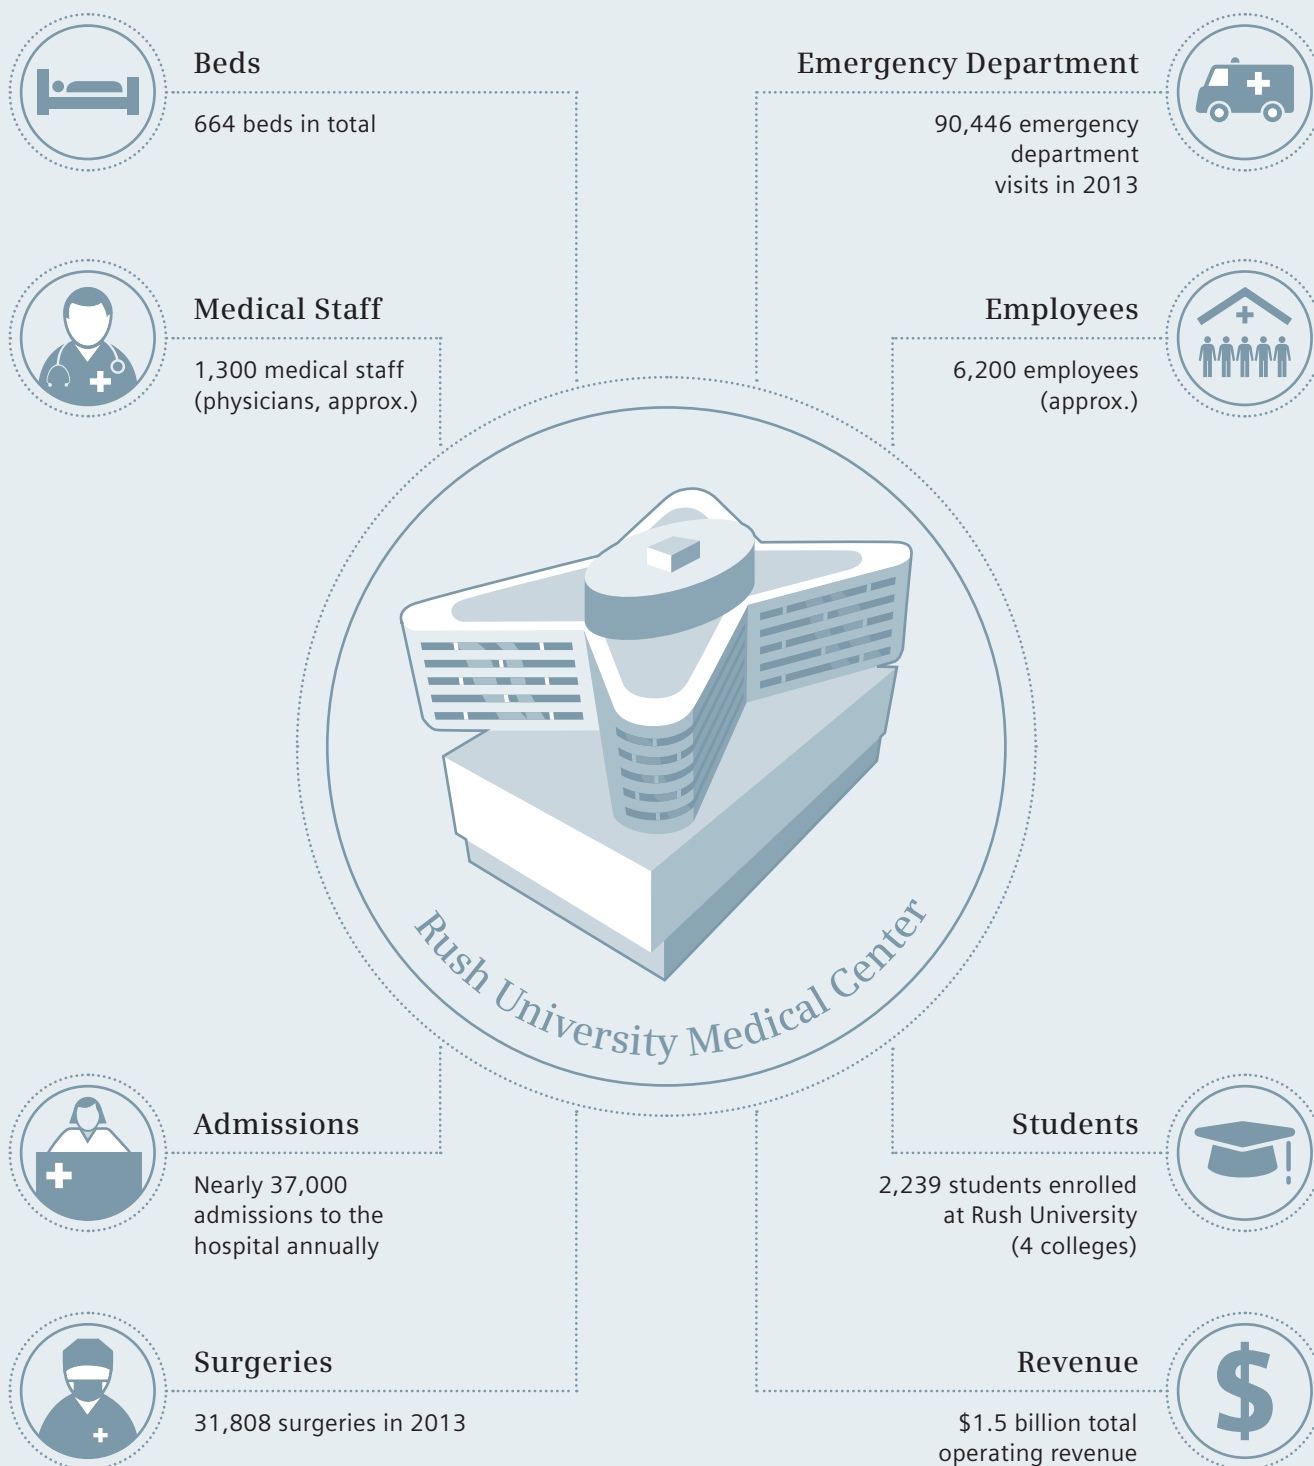 Beds
664 beds in total
Emergency Department
90,446 emergency
department
visits in 2013
Medical Staff
1,300 medical staff
(physicians, approx.)
Employees
6,200 employees
(approx.)
Rush University Medical Center
Admissions
Nearly 37,000
admissions to the
hospital annually
Students
2,239 students enrolled
at Rush University
(4 colleges)
Surgeries
31,808 surgeries in 2013
Revenue
$1.5 billion total
operating revenue
$